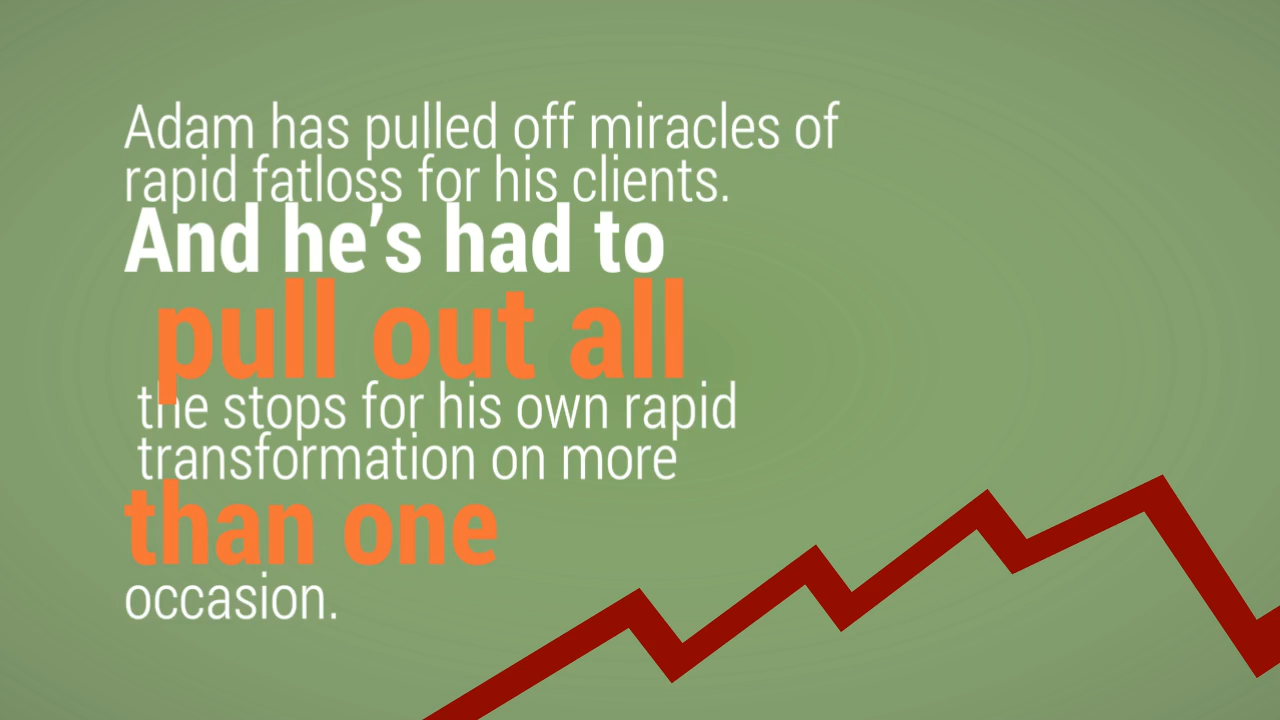 Adam has pulled off miracles of
rapid fatloss for his clients.
And he’s had to
pull out all
the stops for his own rapid
transformation on more
than one
occasion.